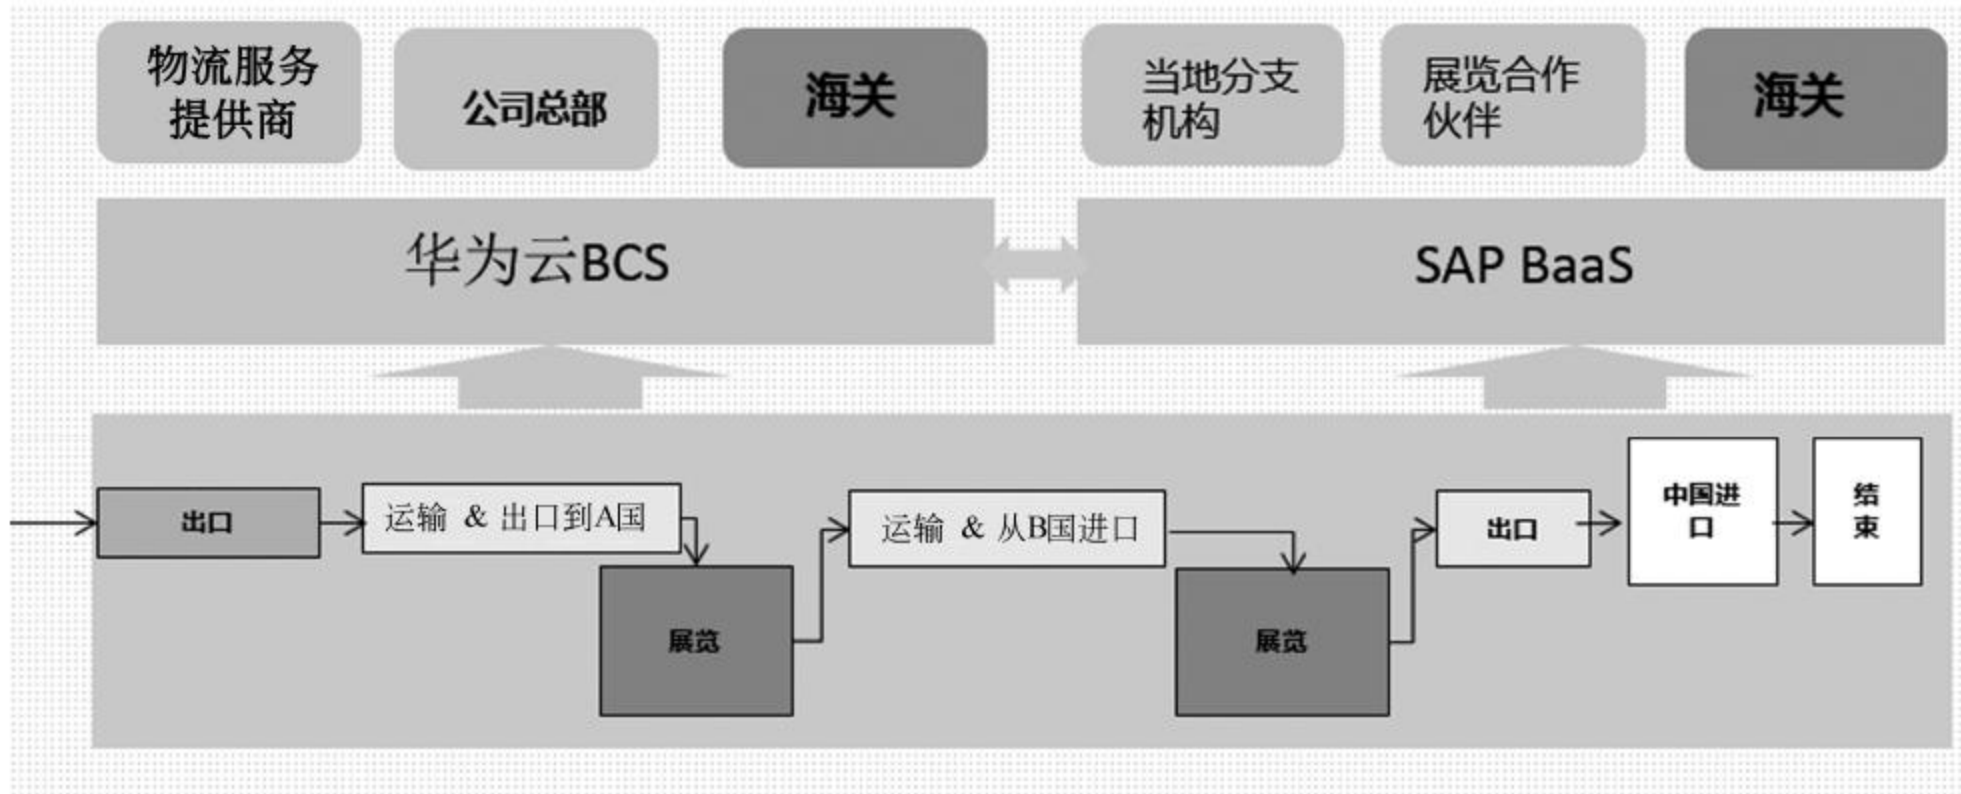 物流服务
提供商
公司总部
海关
当地分支
机构
展览合作
伙伴
海关
华为云BCS
SAP BaaS
出口
运输 & 出口到A国
展览
运输 & 从B国进口
展览
出口
中国进
口
结
束